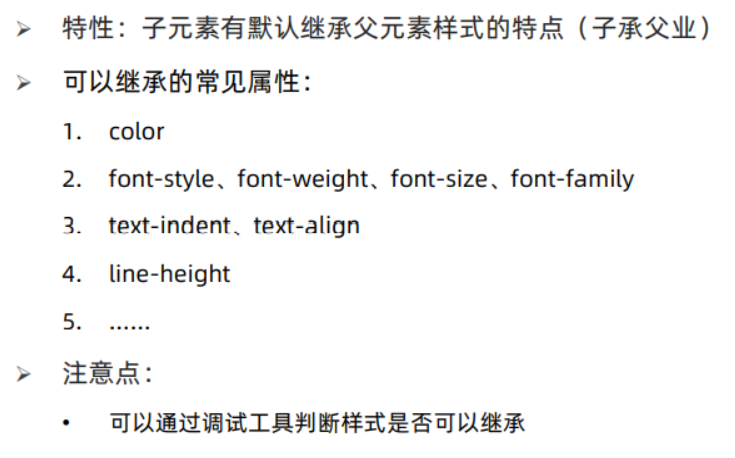 ➢ 特性：子元素有默认继承父元素样式的特点（子承父业）
➢ 可以继承的常见属性：
1. color
2. font-style、font-weight、font-size、font-family
3. text-indent、text-align
4. line-height
5. ……
➢ 注意点：
• 可以通过调试工具判断样式是否可以继承